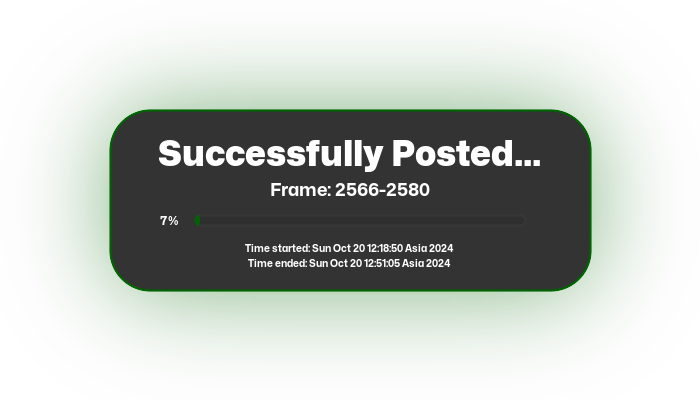 Successfully Posted...
Frame: 2566-2580
7%
Time started: Sun Oct 20 12:18:50 Asia 2024
Time ended: Sun Oct 20 12:51:05 Asia 2024